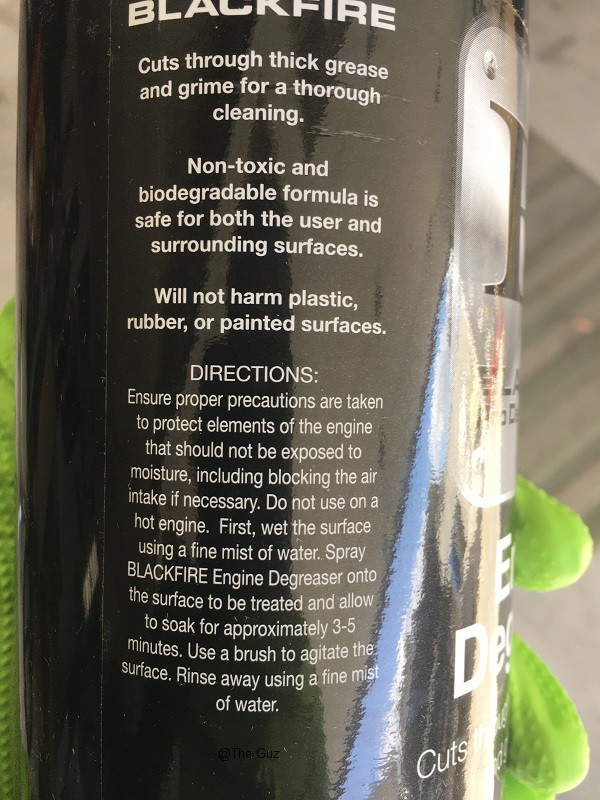 BLACKFIRE
Cuts through thick grease
and grime for a thorough
cleaning.
Non-toxic and
biodegradable formula is
safe for both the user and
surrounding surfaces.
Will not harm plastic,
rubber, or painted surfaces.
DIRECTIONS:
Ensure proper precautions are taken
to protect elements of the engine
that should not be exposed to
moisture, including blocking the air
intake if necessary. Do not use on a
hot engine. First, wet the surface
using a fine mist of water. Spray
BLACKFIRE Engine Degreaser onto
the surface to be treated and allow
to soak for approximately 3-5
minutes. Use a brush to agitate the
surface. Rinse away using a fine mist
of water.
@The Guz
Cuts